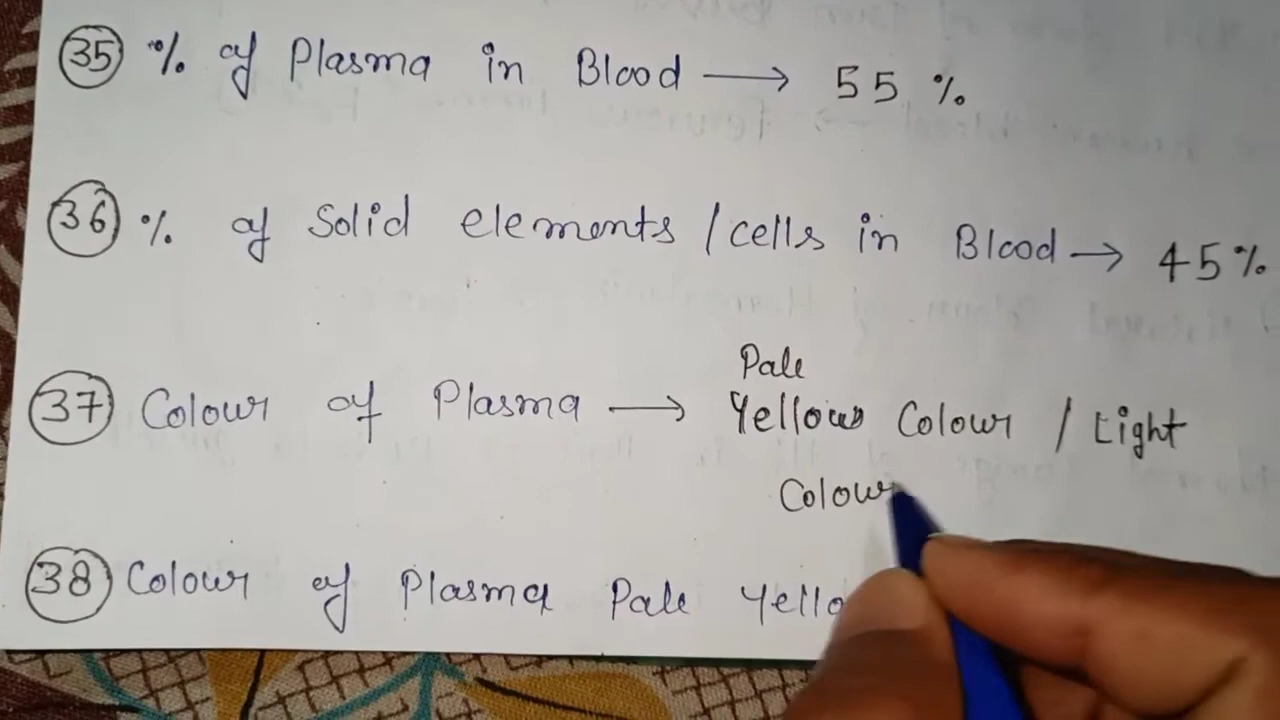 35 % of Plasma in Blood → 55 %
36 % of Solid elements / cells in Blood → 45%
Pale
37 Colour of Plasma → Yellow Colour / Light
Colour
38 Colour of Plasma Pale Yello